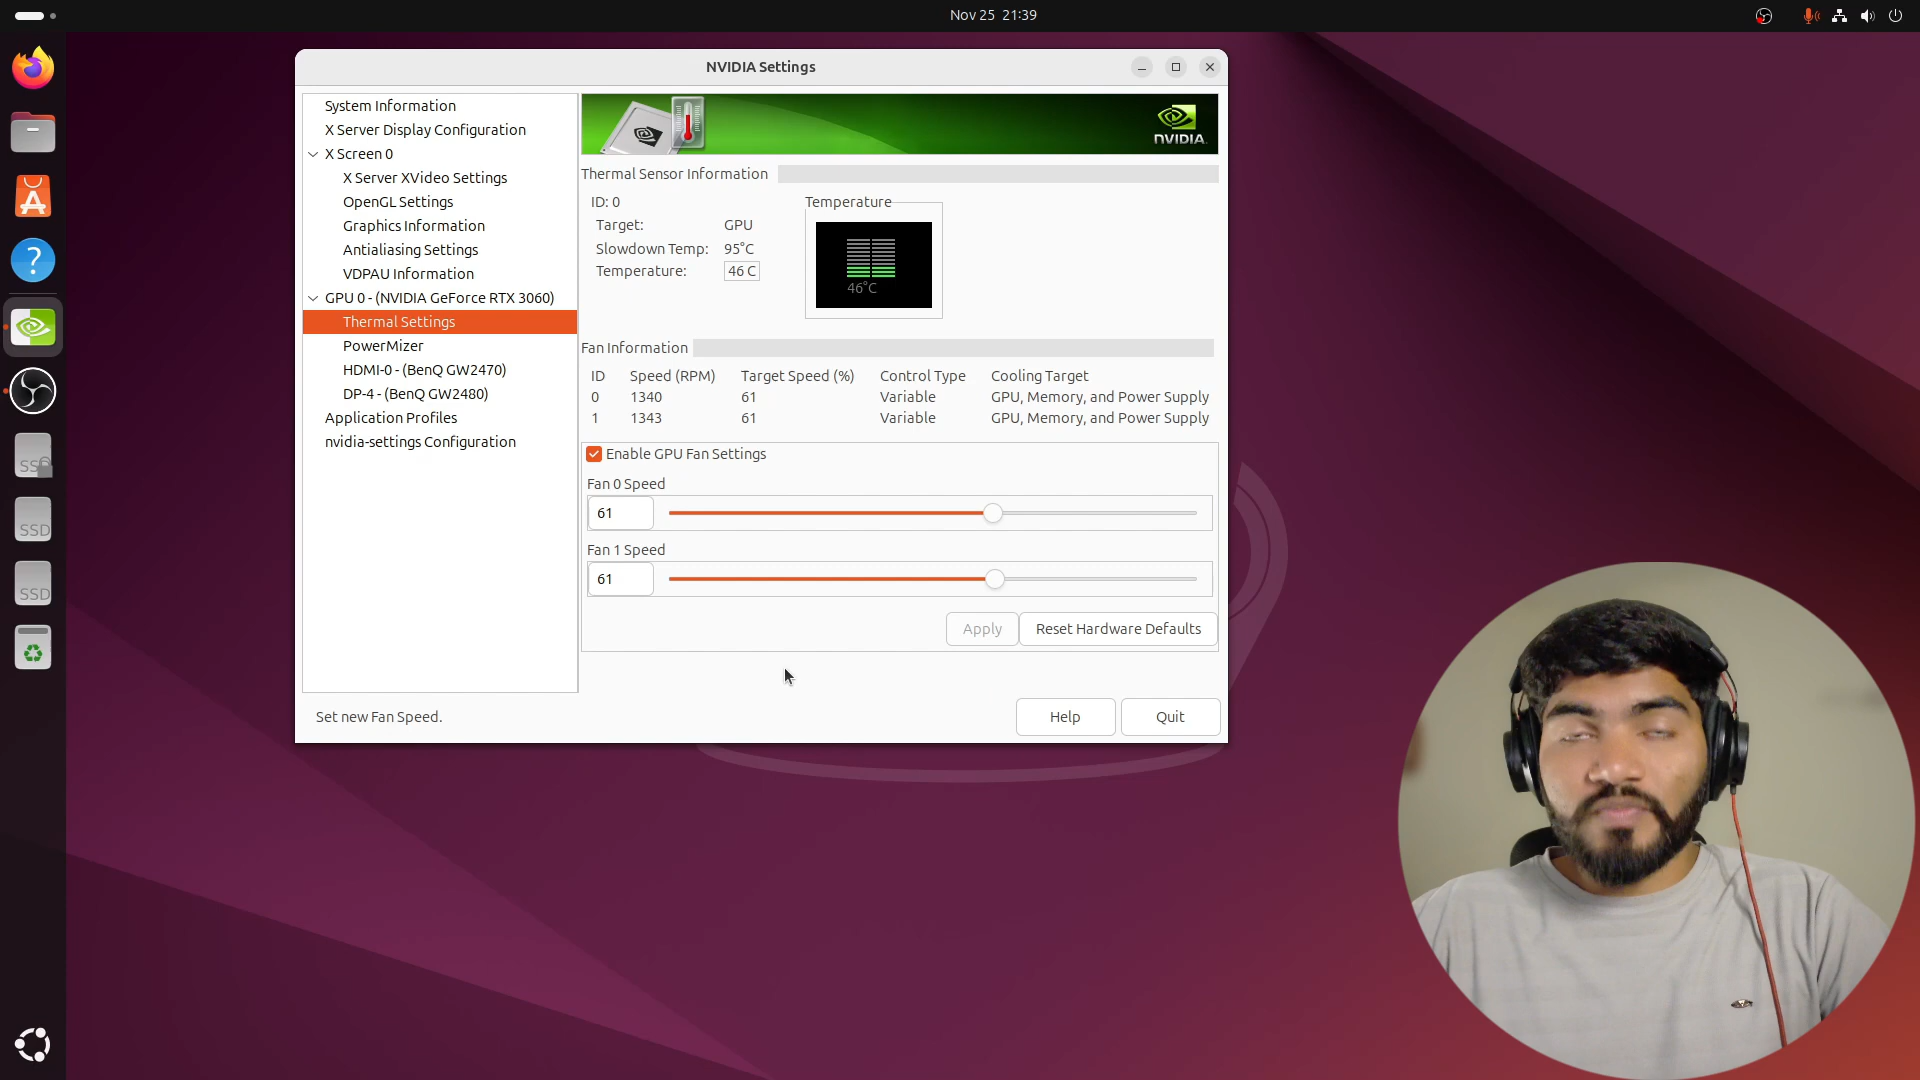 Nov 25 21:39
NVIDIA Settings
System Information
X Server Display Configuration
X Screen 0
X Server XVideo Settings
OpenGL Settings
Graphics Information
Antialiasing Settings
VDPAU Information
GPU 0 - (NVIDIA GeForce RTX 3060)
Thermal Settings
PowerMizer
HDMI-0 - (BenQ GW2470)
DP-4 - (BenQ GW2480)
Application Profiles
nvidia-settings Configuration
NVIDIA.
Thermal Sensor Information
ID: 0
Target: GPU
Slowdown Temp: 95°C
Temperature: 46 C
Temperature
46°C
Fan Information
ID Speed (RPM) Target Speed (%) Control Type Cooling Target
0 1340 61 Variable GPU, Memory, and Power Supply
1 1343 61 Variable GPU, Memory, and Power Supply
Enable GPU Fan Settings
Fan 0 Speed
61
Fan 1 Speed
61
Apply Reset Hardware Defaults
Set new Fan Speed.
Help Quit
SSD
SSD
SSD